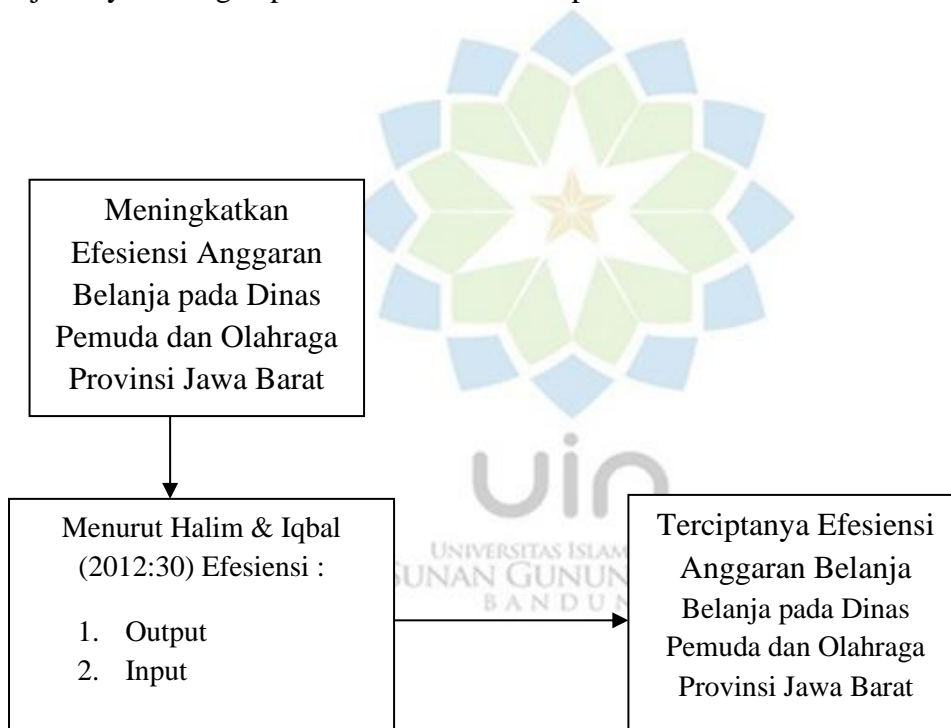 Meningkatkan
Efesiensi Anggaran
Belanja pada Dinas
Pemuda dan Olahraga
Provinsi Jawa Barat
Menurut Halim & Iqbal
(2012:30) Efesiensi :
1. Output
2. Input
Terciptanya Efesiensi
Anggaran Belanja
Belanja pada Dinas
Pemuda dan Olahraga
Provinsi Jawa Barat
uin
UNIVERSITAS ISLAM
SUNAN